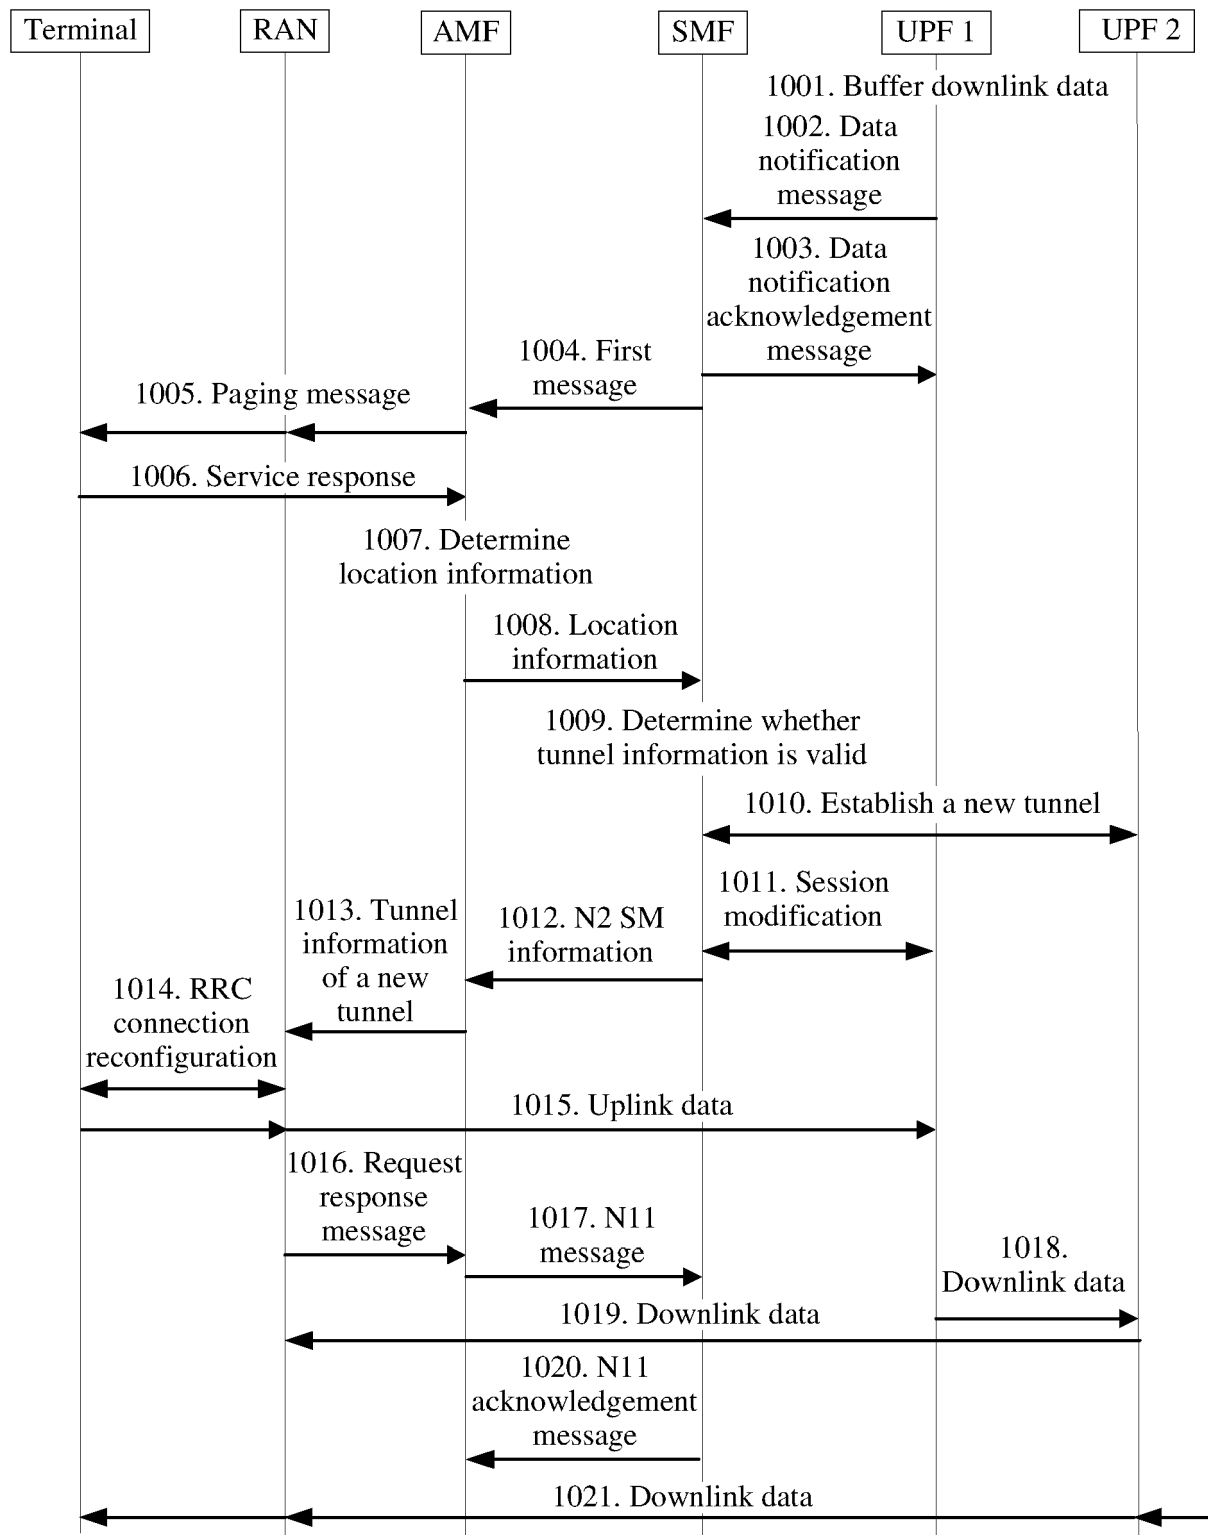 Terminal
RAN
AMF
SMF
UPF 1
UPF 2
1001. Buffer downlink data
1002. Data
notification
message
1003. Data
notification
acknowledgement
message
1004. First
message
1005. Paging message
1006. Service response
1007. Determine
location information
1008. Location
information
1009. Determine whether
tunnel information is valid
1010. Establish a new tunnel
1011. Session
modification
1012. N2 SM
information
1013. Tunnel
information
of a new
tunnel
1014. RRC
connection
reconfiguration
1015. Uplink data
1016. Request
response
message
1017. N11
message
1018.
Downlink data
1019. Downlink data
1020. N11
acknowledgement
message
1021. Downlink data